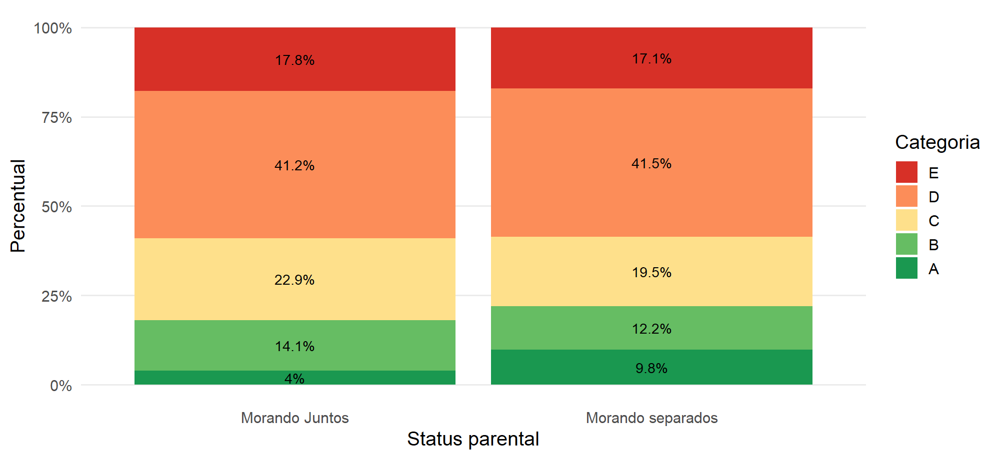 100%
75%
50%
25%
0%
Percentual
17.8%
41.2%
22.9%
14.1%
4%
17.1%
41.5%
19.5%
12.2%
9.8%
Morando Juntos
Morando separados
Status parental
Categoria
E
D
C
B
A